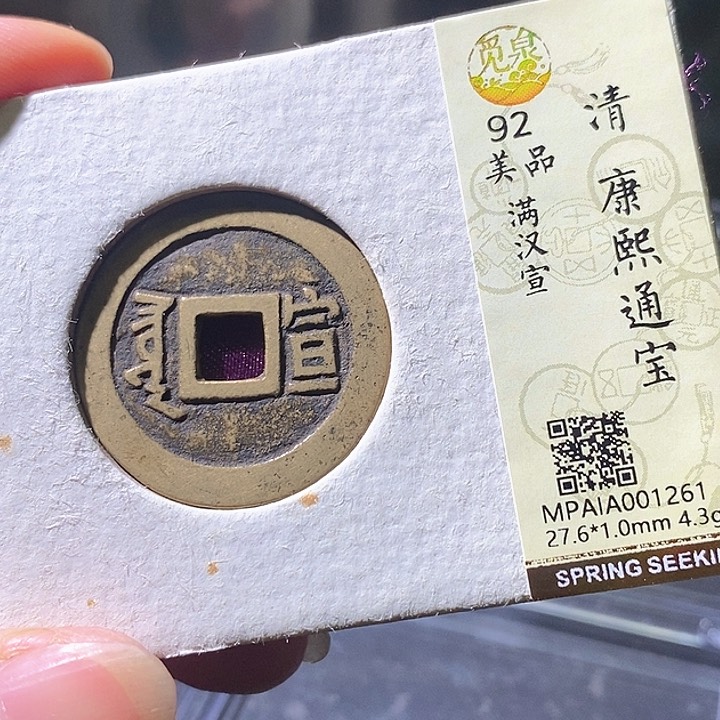 觅泉
92
美品
满汉宣
清 康熙通宝
宣
MPAIA001261
27.6*1.0mm 4.3g
SPRING SEEKI